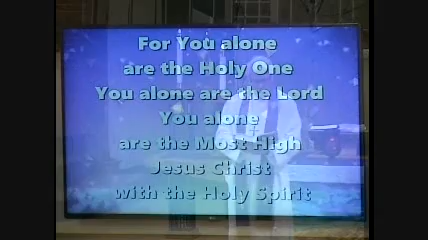 For You alone
are the Holy One
You alone are the Lord
You alone
are the Most High
Jesus Christ
with the Holy Spirit